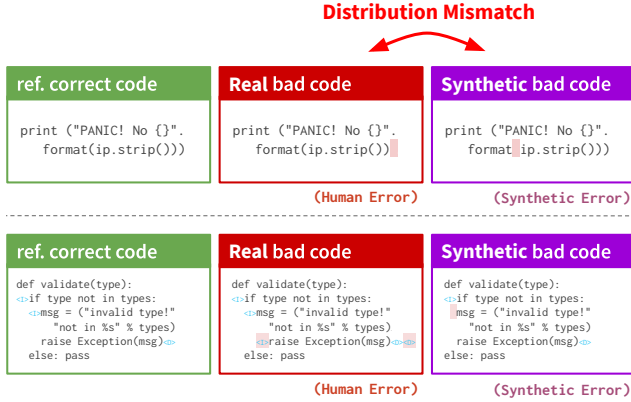 Distribution Mismatch
ref. correct code
print ("PANIC! No {}".
format(ip.strip()))
Real bad code
print ("PANIC! No {}".
format(ip.strip())
(Human Error)
Synthetic bad code
print ("PANIC! No {}".
format ip.strip()))
(Synthetic Error)
ref. correct code
def validate(type):
<I>if type not in types:
<I>msg = ("invalid type!"
"not in %s" % types)
raise Exception(msg)<D>
else: pass
Real bad code
def validate(type):
<I>if type not in types:
<I>msg = ("invalid type!"
"not in %s" % types)
<I>raise Exception(msg)<D><D>
else: pass
(Human Error)
Synthetic bad code
def validate(type):
<I>if type not in types:
msg = ("invalid type!"
"not in %s" % types)
raise Exception(msg)<D>
else: pass
(Synthetic Error)